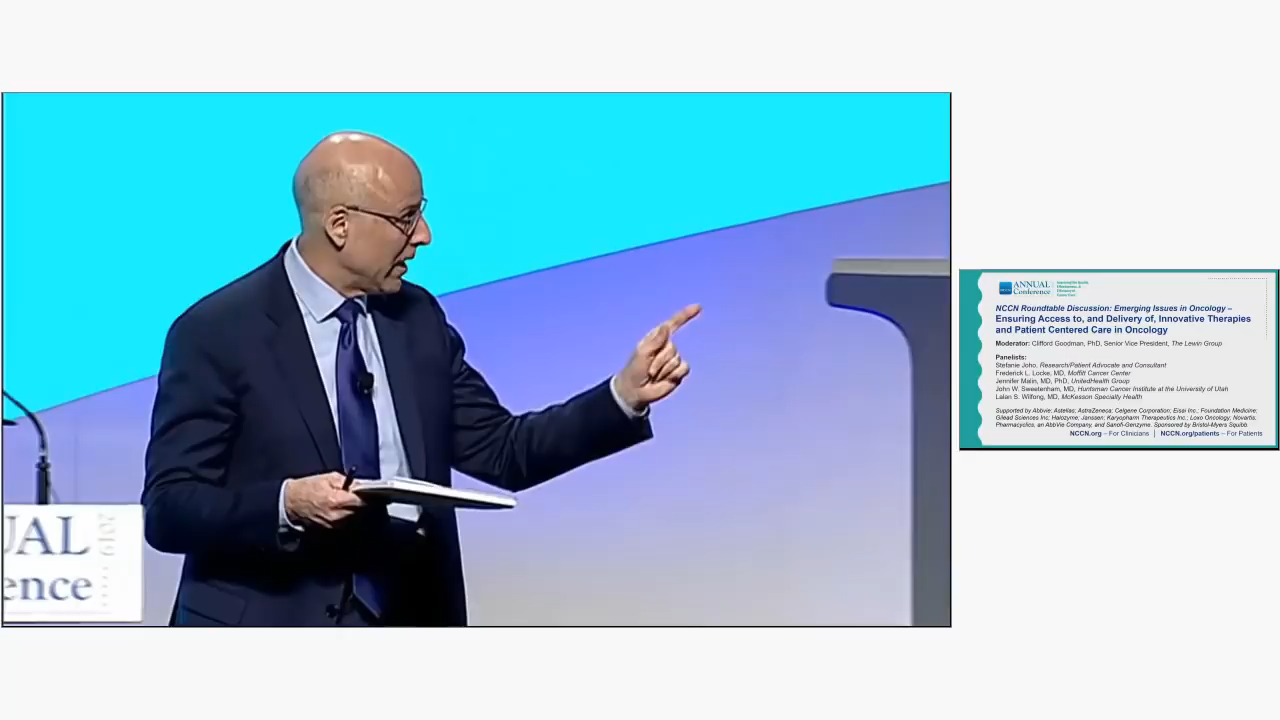 UAL
ence
2019
ANNUAL
Conference
NCCN Roundtable Discussion: Emerging Issues in Oncology –
Ensuring Access to, and Delivery of, Innovative Therapies
and Patient Centered Care in Oncology
Moderator: Clifford Goodman, PhD, Senior Vice President, The Lewin Group
Panelists:
Stefanie Joho, Research/Patient Advocate and Consultant
Frederick L. Locke, MD, Moffitt Cancer Center
Jennifer Malin, MD, PhD, UnitedHealth Group
John W. Sweetenham, MD, Huntsman Cancer Institute at the University of Utah
Lalan S. Wilfong, MD, McKesson Specialty Health
Supported by Abbvie; Astellas; AstraZeneca; Celgene Corporation; Eisai Inc.; Foundation Medicine;
Gilead Sciences Inc; Halozyme; Janssen; Karyopharm Therapeutics Inc.; Loxo Oncology; Novartis;
Pharmacyclics, an AbbVie Company, and Sanofi-Genzyme. Sponsored by Bristol-Myers Squibb.
NCCN.org – For Clinicians | NCCN.org/patients – For Patients